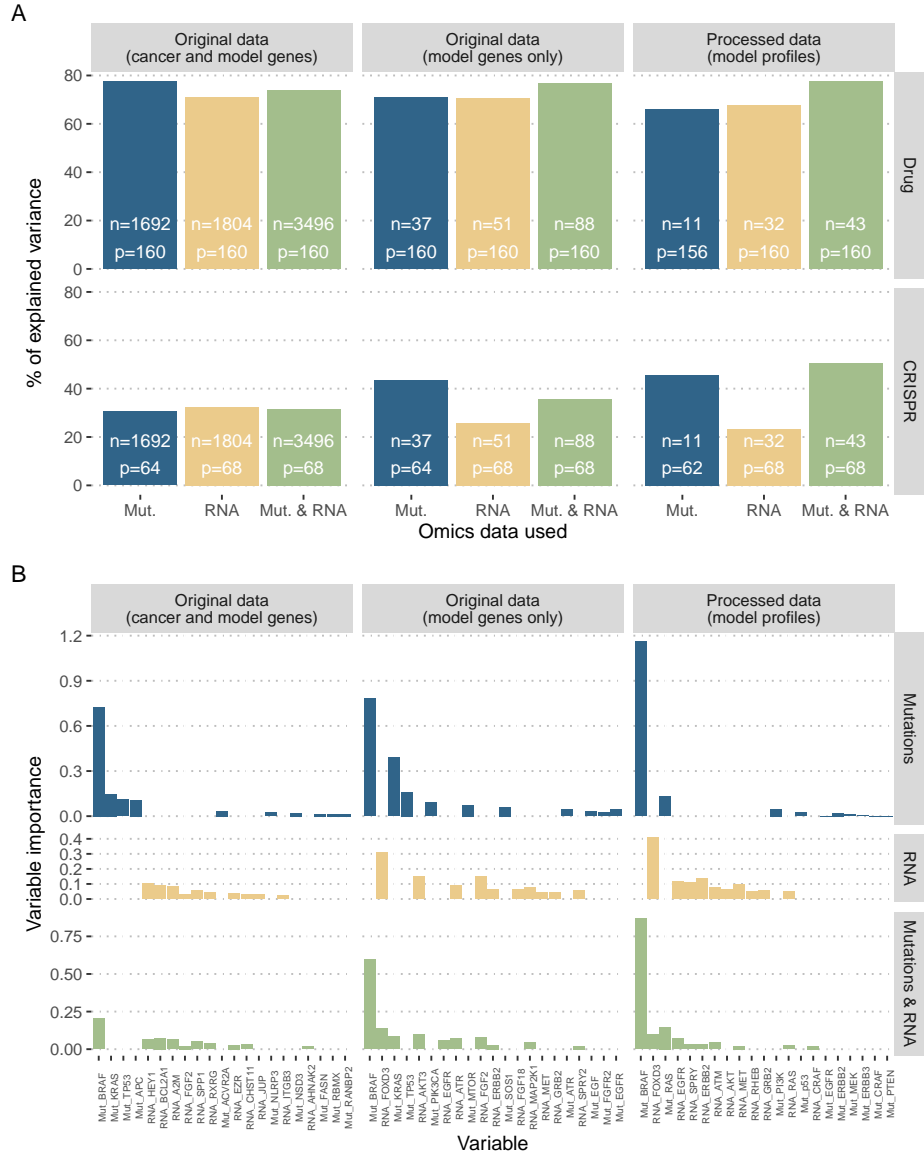 A
Original data
(cancer and model genes)
Original data
(model genes only)
Processed data
(model profiles)
% of explained variance
80
60
40
20
0
n=1692
p=160
n=1804
p=160
n=3496
p=160
n=37
p=160
n=51
p=160
n=88
p=160
n=11
p=156
n=32
p=160
n=43
p=160
Drug
80
60
40
20
0
n=1692
p=64
n=1804
p=68
n=3496
p=68
n=37
p=64
n=51
p=68
n=88
p=68
n=11
p=62
n=32
p=68
n=43
p=68
CRISPR
Mut. RNA Mut. & RNA
Mut. RNA Mut. & RNA
Mut. RNA Mut. & RNA
Omics data used
B
Original data
(cancer and model genes)
Original data
(model genes only)
Processed data
(model profiles)
Variable importance
1.2
0.9
0.6
0.3
0.0
Mutations
0.4
0.3
0.2
0.1
0.0
RNA
0.75
0.50
0.25
0.00
Mutations & RNA
Mut_BRAF
Mut_KRAS
Mut_TP53
Mut_APC
RNA_HEY1
RNA_BCL2A1
RNA_A2M
RNA_FGF2
RNA_SPP1
RNA_RXRG
Mut_ACVR2A
RNA_EZR
RNA_CHST11
RNA_JUP
Mut_NLRP3
RNA_ITGB3
Mut_NSD3
RNA_AHNAK2
Mut_FASN
Mut_RBMX
Mut_RANBP2
Mut_BRAF
RNA_FOXD3
Mut_KRAS
Mut_TP53
RNA_AKT3
Mut_PIK3CA
RNA_EGFR
RNA_ATR
Mut_MTOR
RNA_FGF2
RNA_ERBB2
Mut_SOS1
RNA_FGF18
RNA_MAP2K1
RNA_MET
RNA_GRB2
Mut_ATR
RNA_SPRY2
Mut_EGF
Mut_FGFR2
Mut_EGFR
Mut_BRAF
RNA_FOXD3
Mut_RAS
RNA_EGFR
RNA_SPRY
RNA_ERBB2
RNA_ATM
RNA_AKT
RNA_MET
RNA_RHEB
RNA_GRB2
Mut_PI3K
RNA_RAS
Mut_p53
RNA_CRAF
Mut_EGFR
Mut_ERBB2
Mut_MEK
Mut_ERBB3
Mut_CRAF
Mut_PTEN
Variable